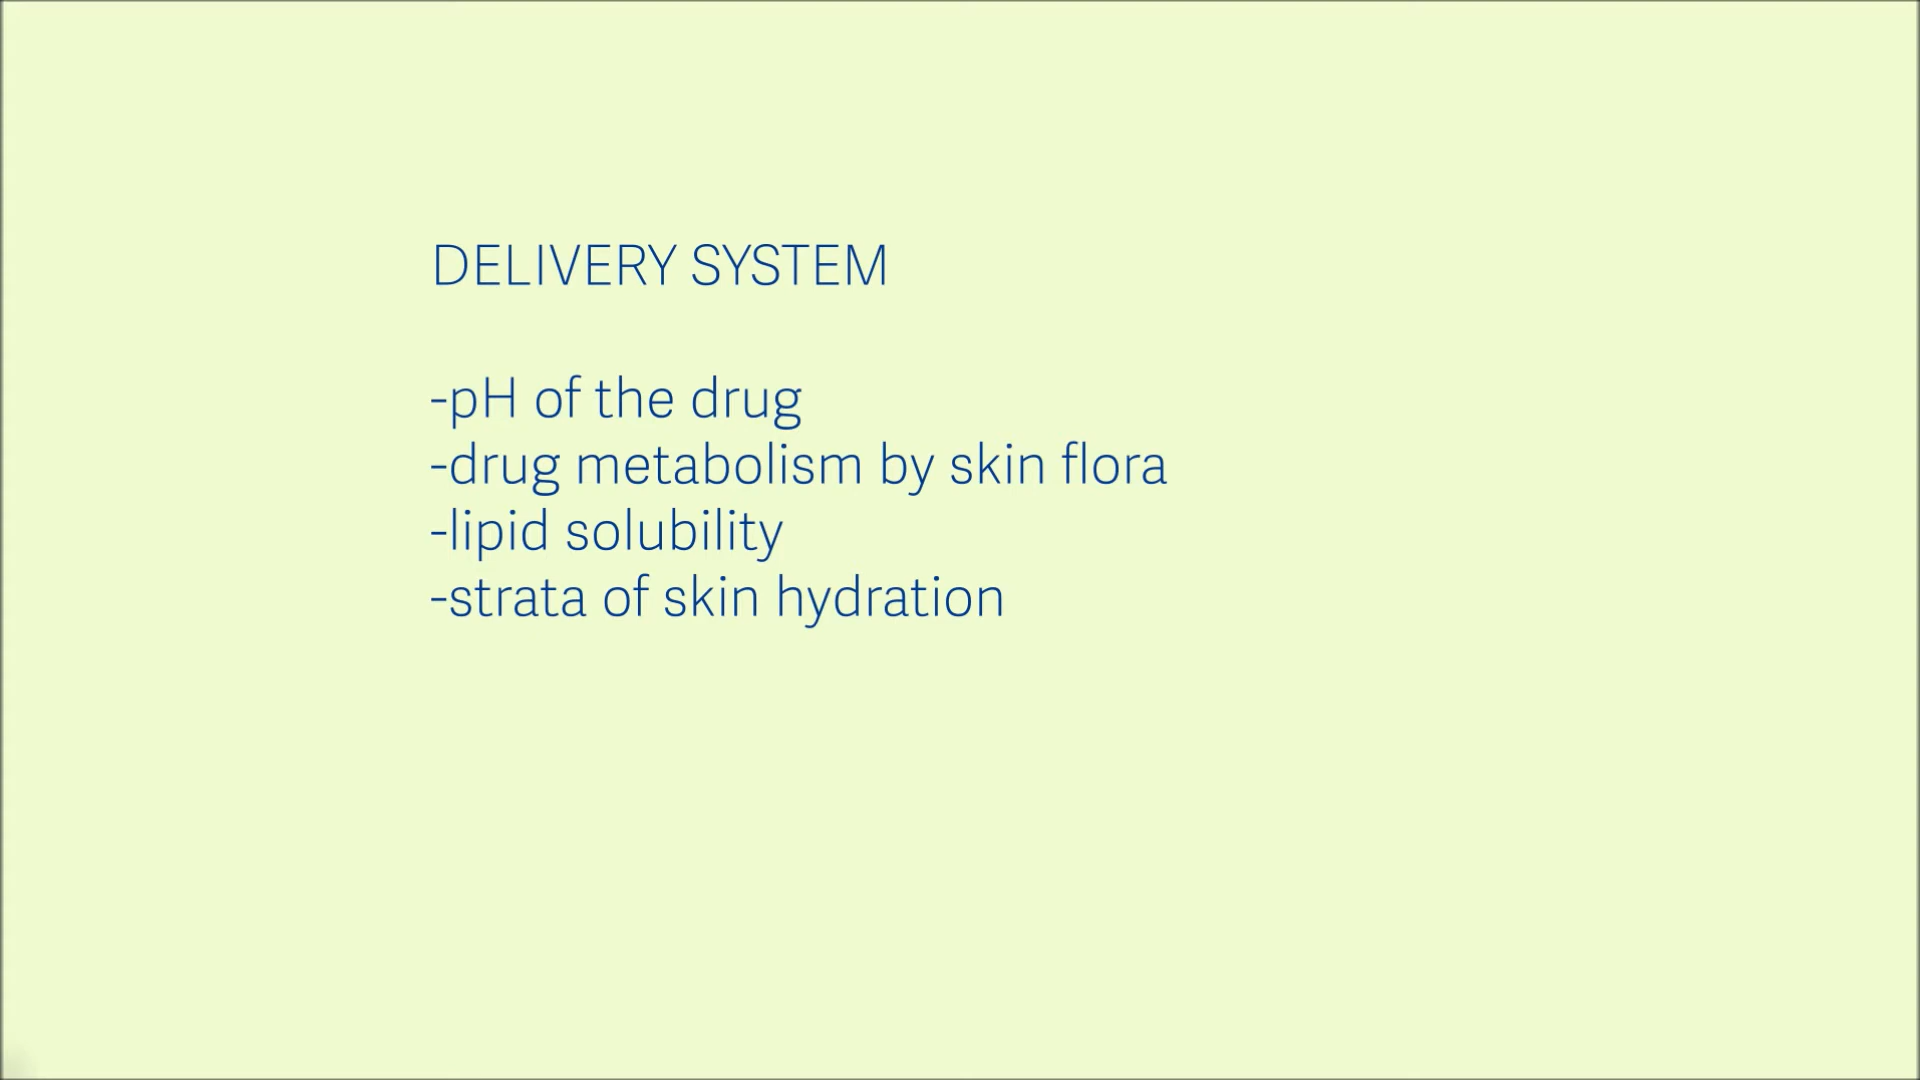 DELIVERY SYSTEM
-pH of the drug
-drug metabolism by skin flora
-lipid solubility
-strata of skin hydration